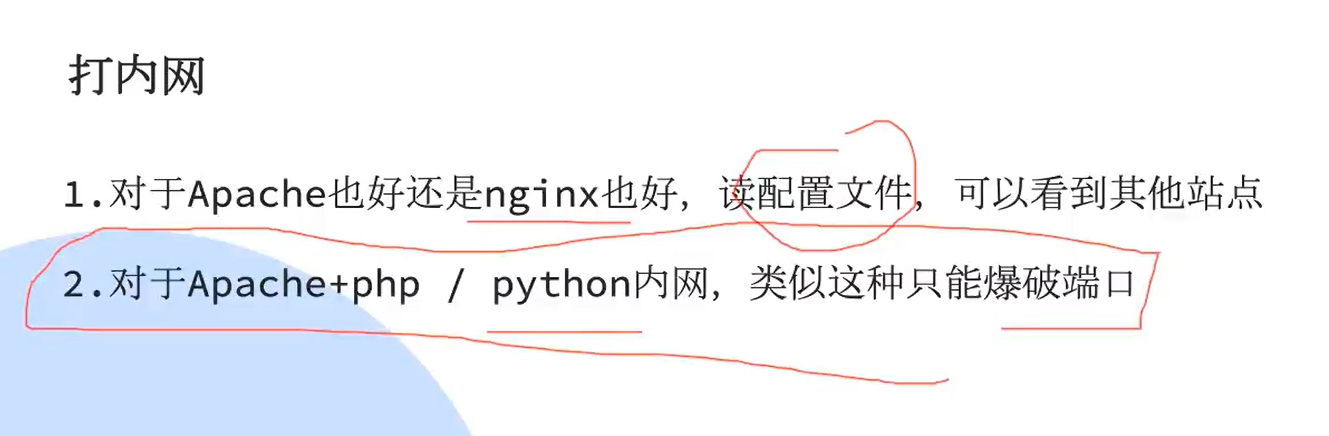 打内网
1.对于Apache也好还是nginx也好，读配置文件，可以看到其他站点
2.对于Apache+php / python内网，类似这种只能爆破端口